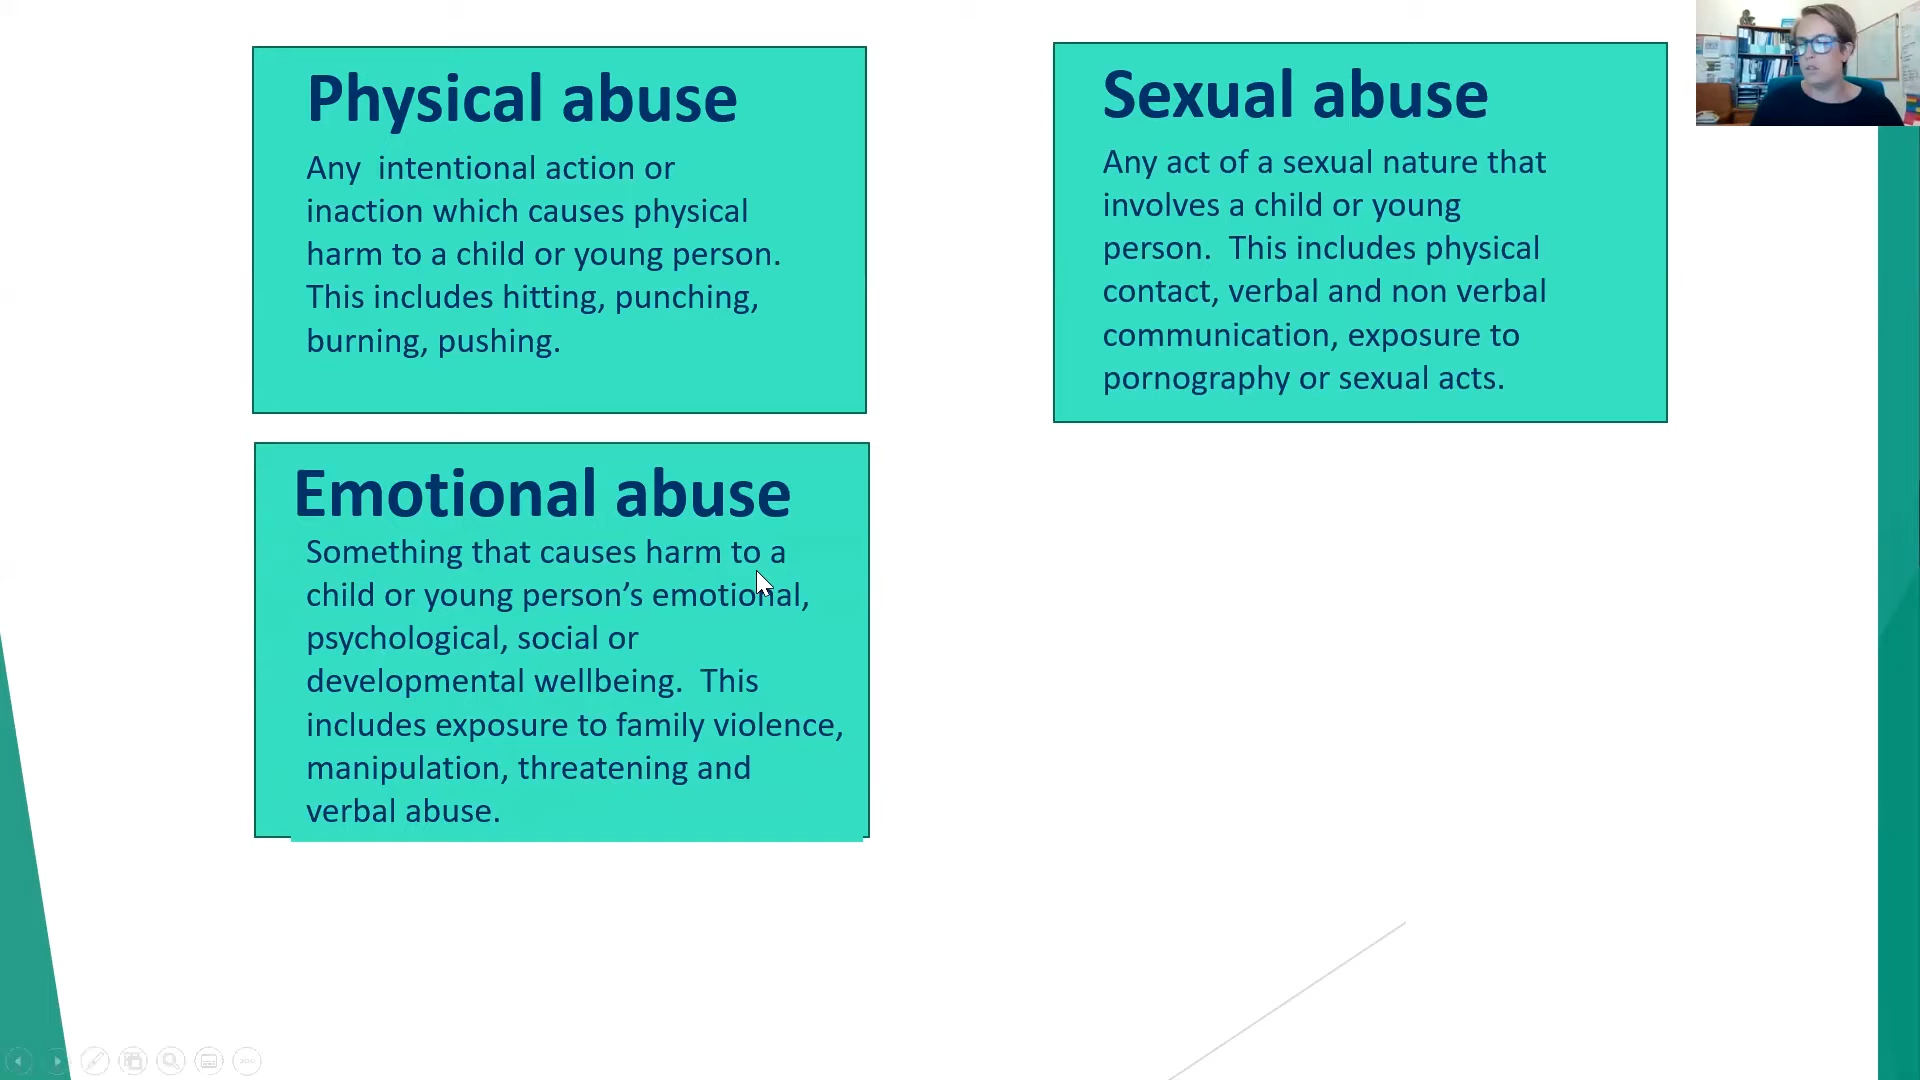 Physical abuse
Any  intentional action or
inaction which causes physical
harm to a child or young person.
This includes hitting, punching,
burning, pushing.
Sexual abuse
Any act of a sexual nature that
involves a child or young
person.  This includes physical
contact, verbal and non verbal
communication, exposure to
pornography or sexual acts.
Emotional abuse
Something that causes harm to a
child or young person’s emotional,
psychological, social or
developmental wellbeing.  This
includes exposure to family violence,
manipulation, threatening and
verbal abuse.